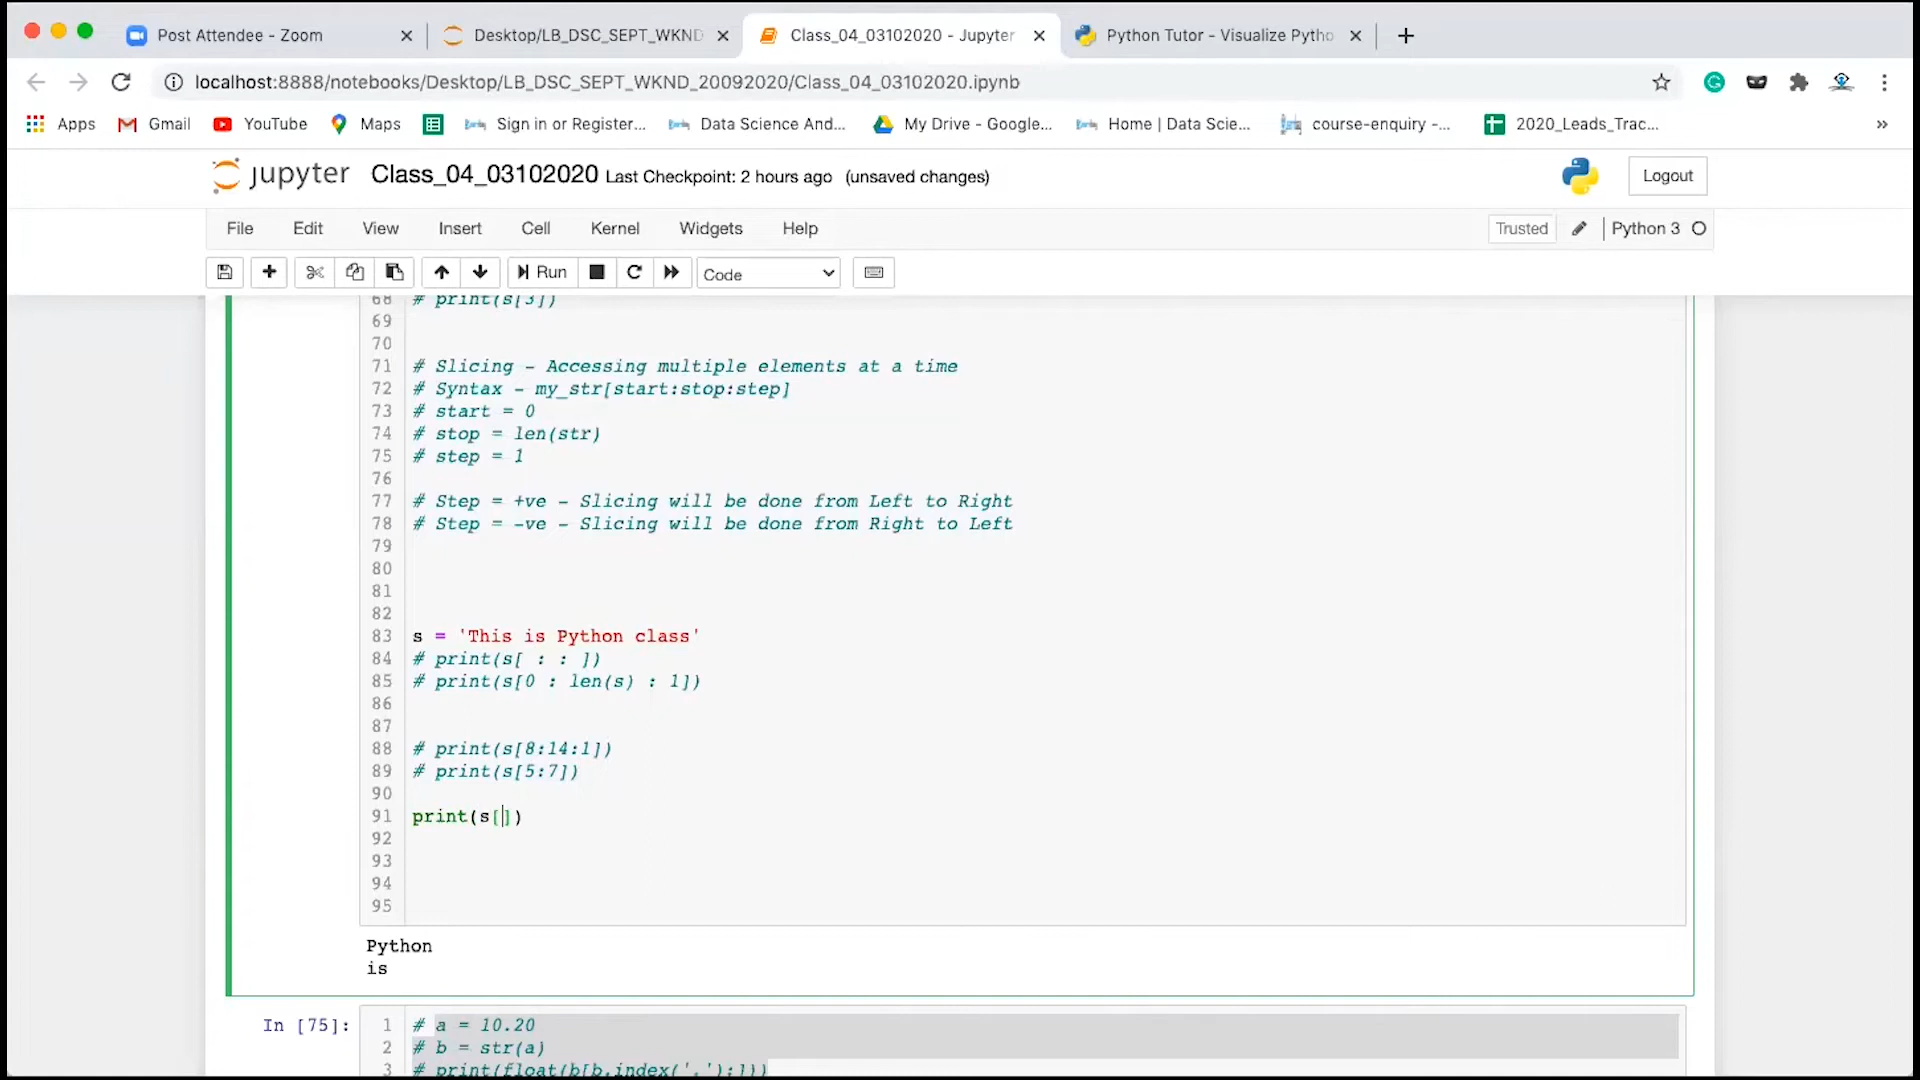 Post Attendee - Zoom
Desktop/LB_DSC_SEPT_WKND
Class_04_03102020 - Jupyter
Python Tutor - Visualize Pytho
localhost:8888/notebooks/Desktop/LB_DSC_SEPT_WKND_20092020/Class_04_03102020.ipynb
Apps Gmail YouTube Maps Sign in or Register... Data Science And... My Drive - Google... Home | Data Scie... course-enquiry -... 2020_Leads_Trac... »
jupyter Class_04_03102020 Last Checkpoint: 2 hours ago (unsaved changes) Logout
File Edit View Insert Cell Kernel Widgets Help Trusted Python 3
Run Code
68 # print(s[3])
69
70
71 # Slicing - Accessing multiple elements at a time
72 # Syntax - my_str[start:stop:step]
73 # start = 0
74 # stop = len(str)
75 # step = 1
76
77 # Step = +ve - Slicing will be done from Left to Right
78 # Step = -ve - Slicing will be done from Right to Left
79
80
81
82
83 s = 'This is Python class'
84 # print(s[ : : ])
85 # print(s[0 : len(s) : 1])
86
87
88 # print(s[8:14:1])
89 # print(s[5:7])
90
91 print(s[])
92
93
94
95
Python
is
In [75]: 1 # a = 10.20
2 # b = str(a)
3 # print(float(b[b.index('.'):]))